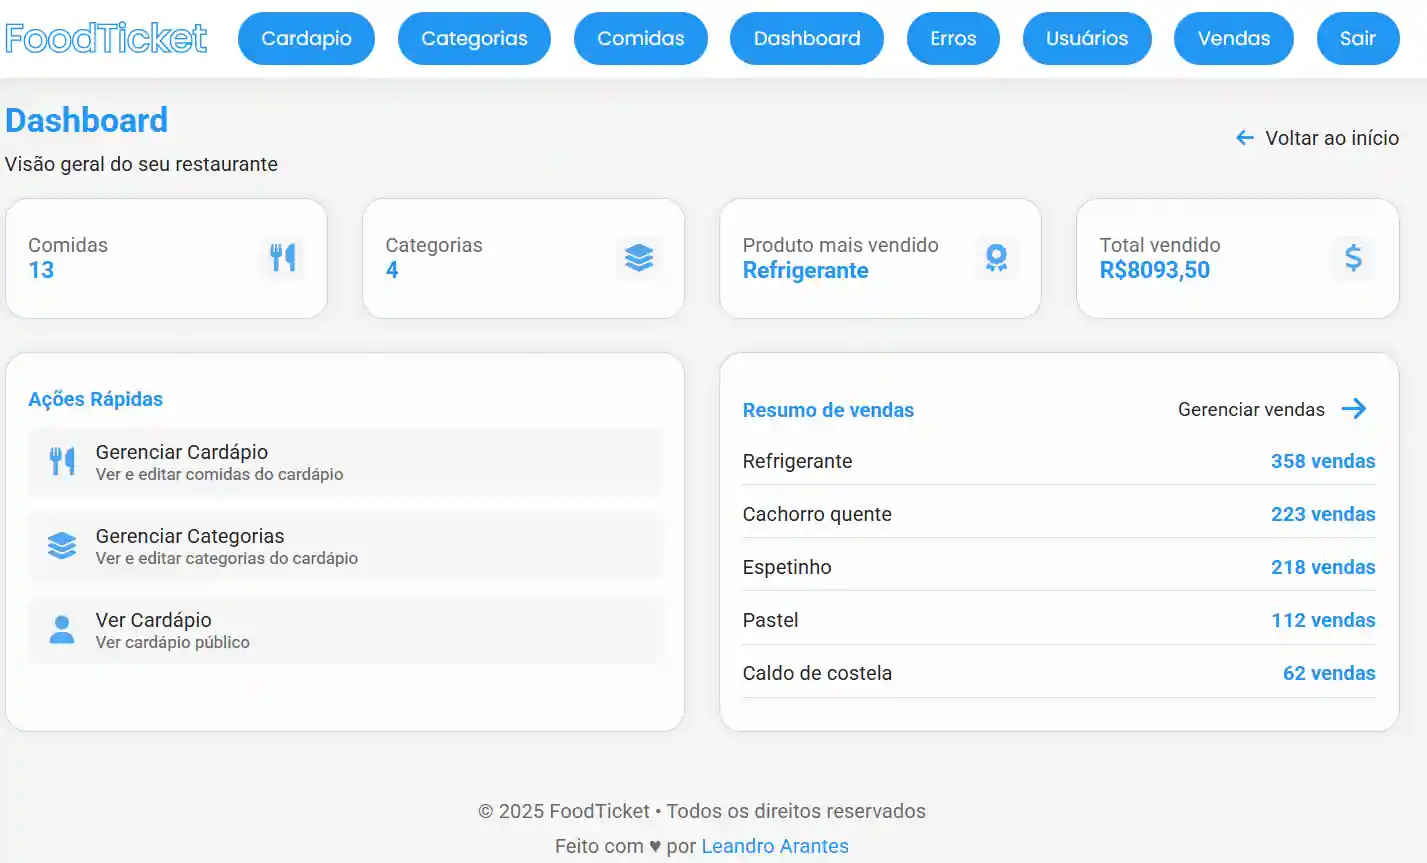 FoodTicket
Cardapio
Categorias
Comidas
Dashboard
Erros
Usuários
Vendas
Sair
Dashboard
Visão geral do seu restaurante
Voltar ao início
Comidas
13
Categorias
4
Produto mais vendido
Refrigerante
Total vendido
R$8093,50
Ações Rápidas
Gerenciar Cardápio
Ver e editar comidas do cardápio
Gerenciar Categorias
Ver e editar categorias do cardápio
Ver Cardápio
Ver cardápio público
Resumo de vendas
Gerenciar vendas
Refrigerante 358 vendas
Cachorro quente 223 vendas
Espetinho 218 vendas
Pastel 112 vendas
Caldo de costela 62 vendas
© 2025 FoodTicket • Todos os direitos reservados
Feito com ♥ por Leandro Arantes